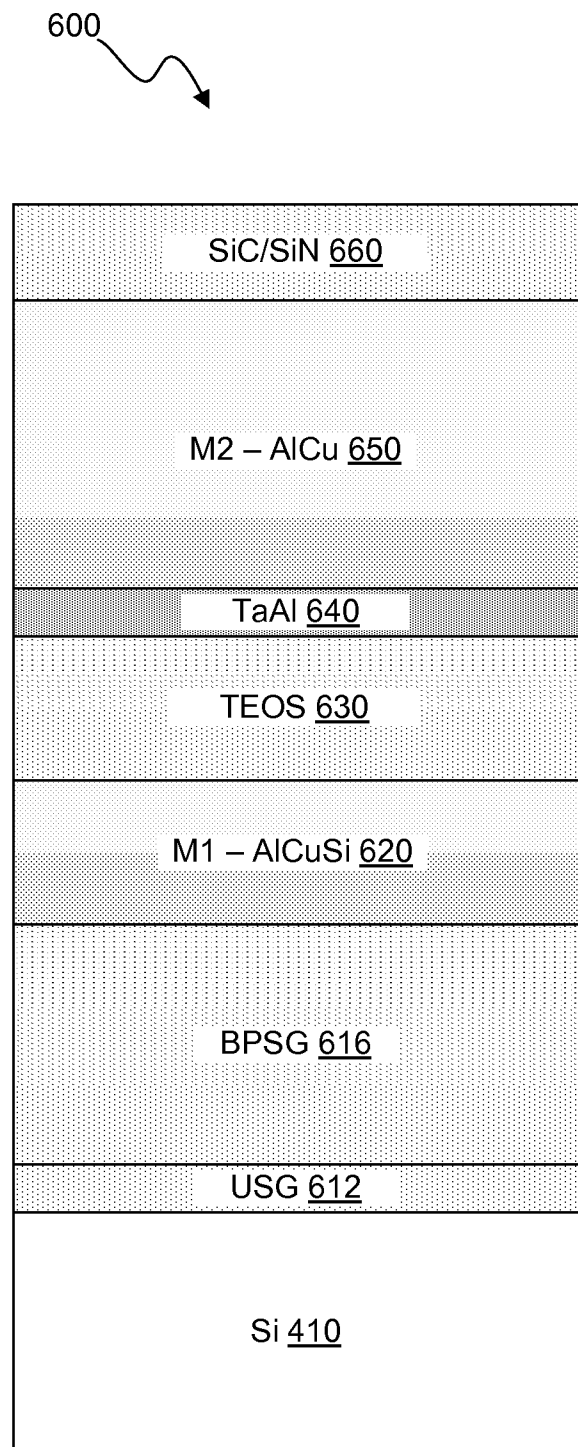 600
SiC/SiN 660
M2 – AlCu 650
TaAl 640
TEOS 630
M1 – AlCuSi 620
BPSG 616
USG 612
Si 410